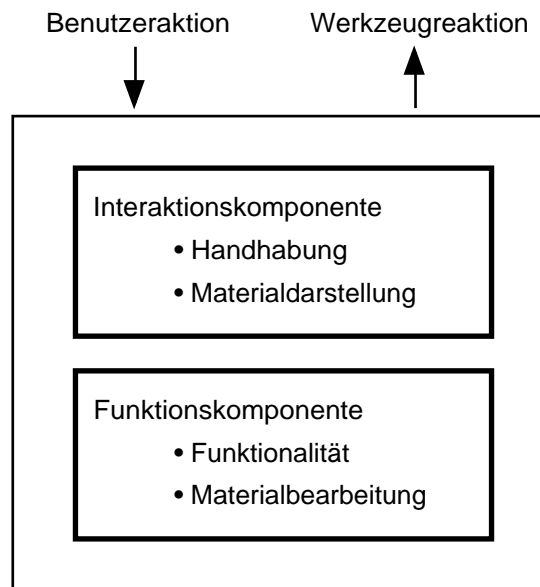 Benutzeraktion Werkzeugreaktion
Interaktionskomponente
• Handhabung
• Materialdarstellung
Funktionskomponente
• Funktionalität
• Materialbearbeitung